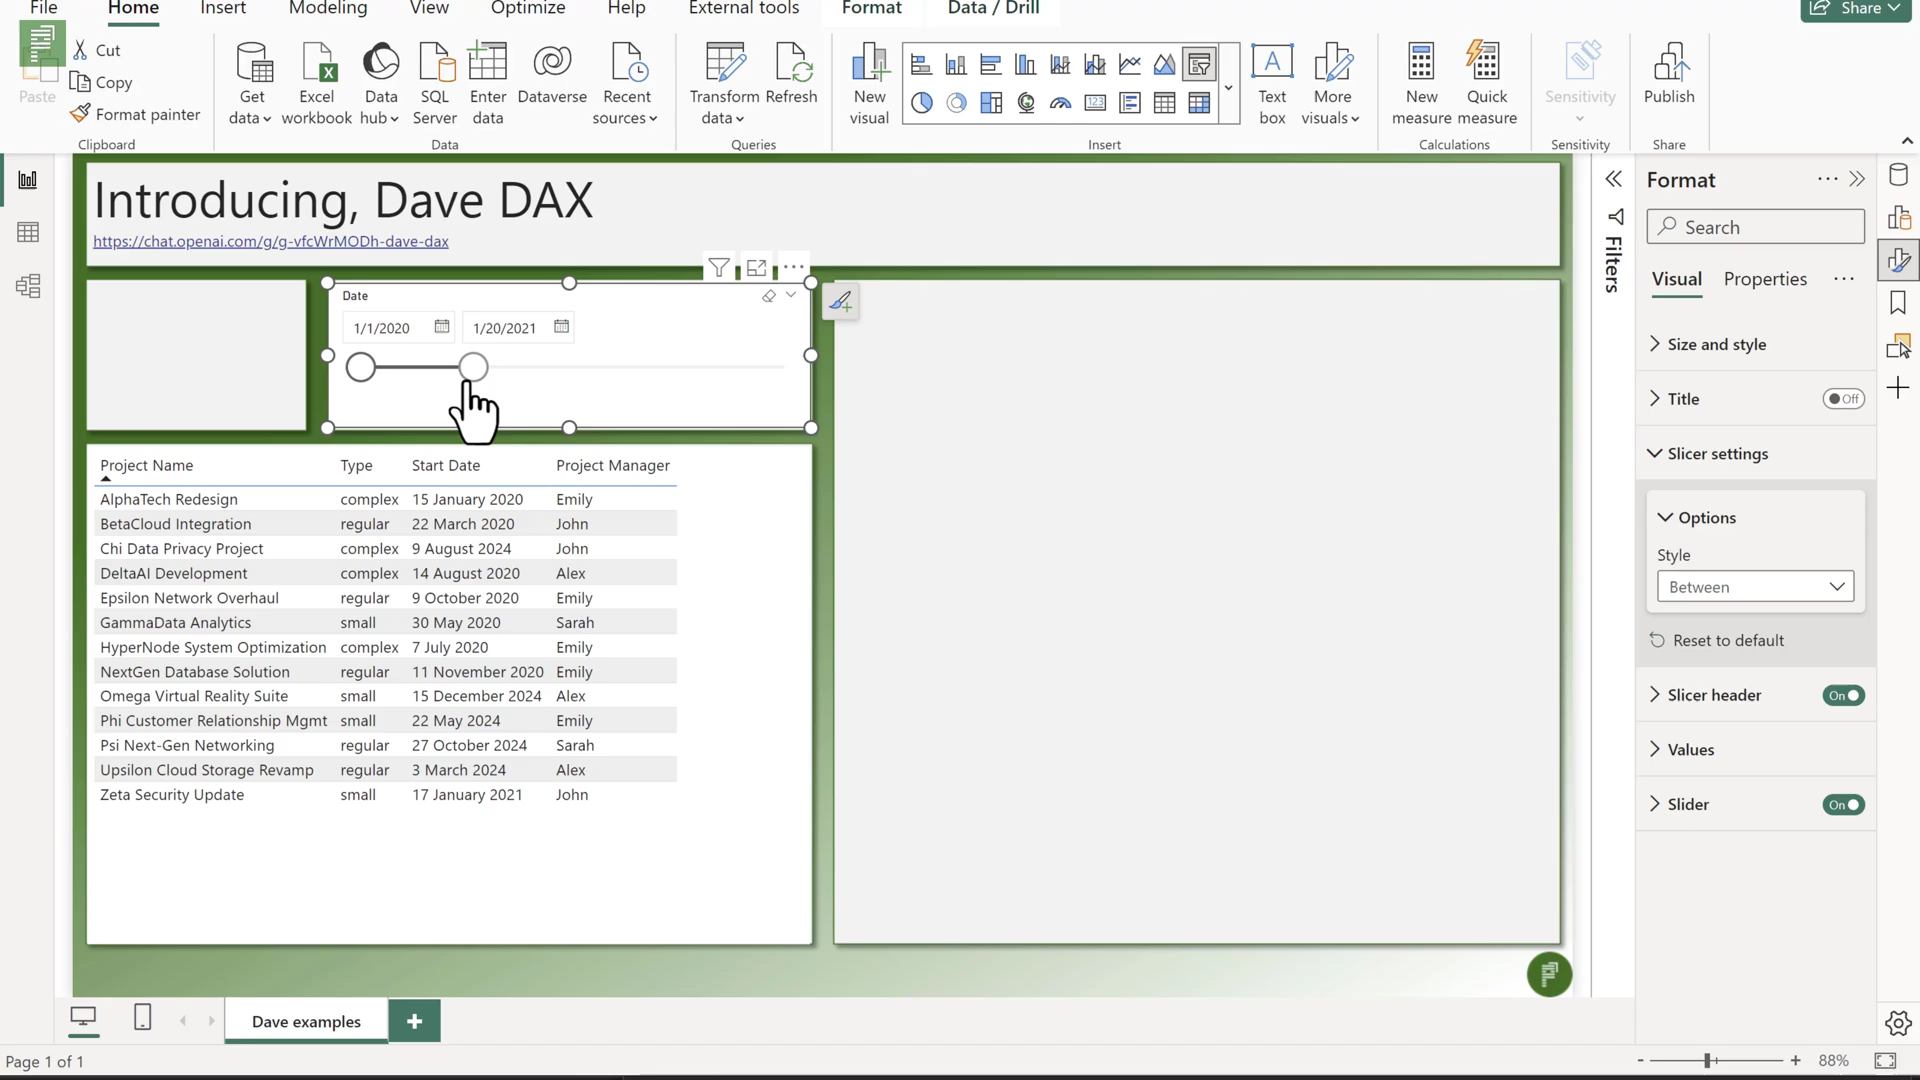 File Home Insert Modeling View Optimize Help External tools Format Data / Drill Share
Paste
Cut
Copy
Format painter
Clipboard
Get data
Excel workbook
Data hub
SQL Server
Enter data
Dataverse
Recent sources
Data
Transform data
Refresh
Queries
New visual
Text box
More visuals
Insert
New measure
Quick measure
Calculations
Sensitivity
Sensitivity
Publish
Share
Introducing, Dave DAX
https://chat.openai.com/g/g-vfcWrMODh-dave-dax
Date
1/1/2020 1/20/2021
Project Name Type Start Date Project Manager
AlphaTech Redesign complex 15 January 2020 Emily
BetaCloud Integration regular 22 March 2020 John
Chi Data Privacy Project complex 9 August 2024 John
DeltaAI Development complex 14 August 2020 Alex
Epsilon Network Overhaul regular 9 October 2020 Emily
GammaData Analytics small 30 May 2020 Sarah
HyperNode System Optimization complex 7 July 2020 Emily
NextGen Database Solution regular 11 November 2020 Emily
Omega Virtual Reality Suite small 15 December 2024 Alex
Phi Customer Relationship Mgmt small 22 May 2024 Emily
Psi Next-Gen Networking regular 27 October 2024 Sarah
Upsilon Cloud Storage Revamp regular 3 March 2024 Alex
Zeta Security Update small 17 January 2021 John
Filters
Format
Search
Visual Properties
Size and style
Title Off
Slicer settings
Options
Style
Between
Reset to default
Slicer header On
Values
Slider On
Dave examples
Page 1 of 1
- + 88%